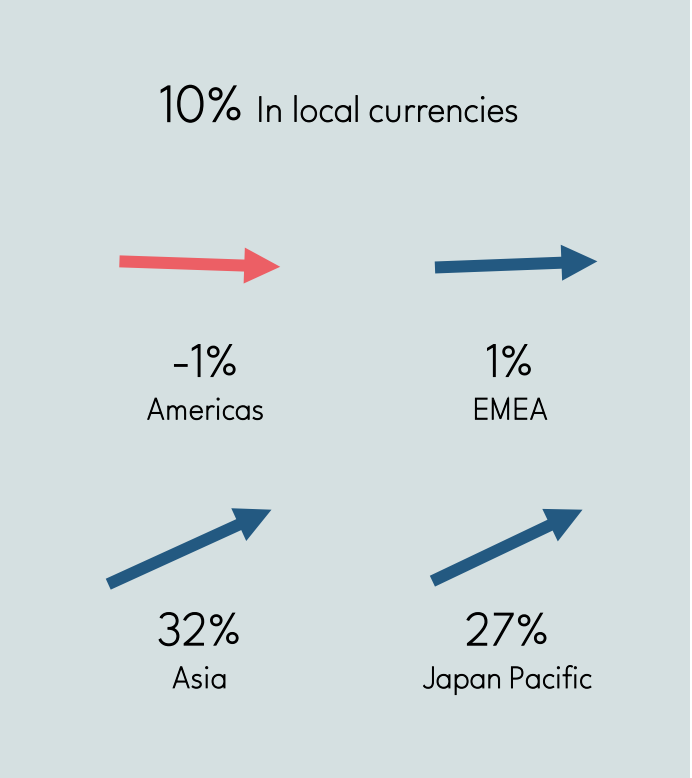 10% In local currencies
-1%
Americas
1%
EMEA
32%
Asia
27%
Japan Pacific